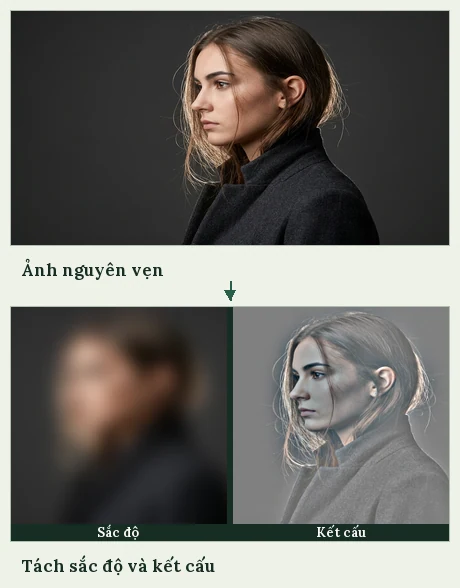 Ảnh nguyên vẹn
Sắc độ
Kết cấu
Tách sắc độ và kết cấu